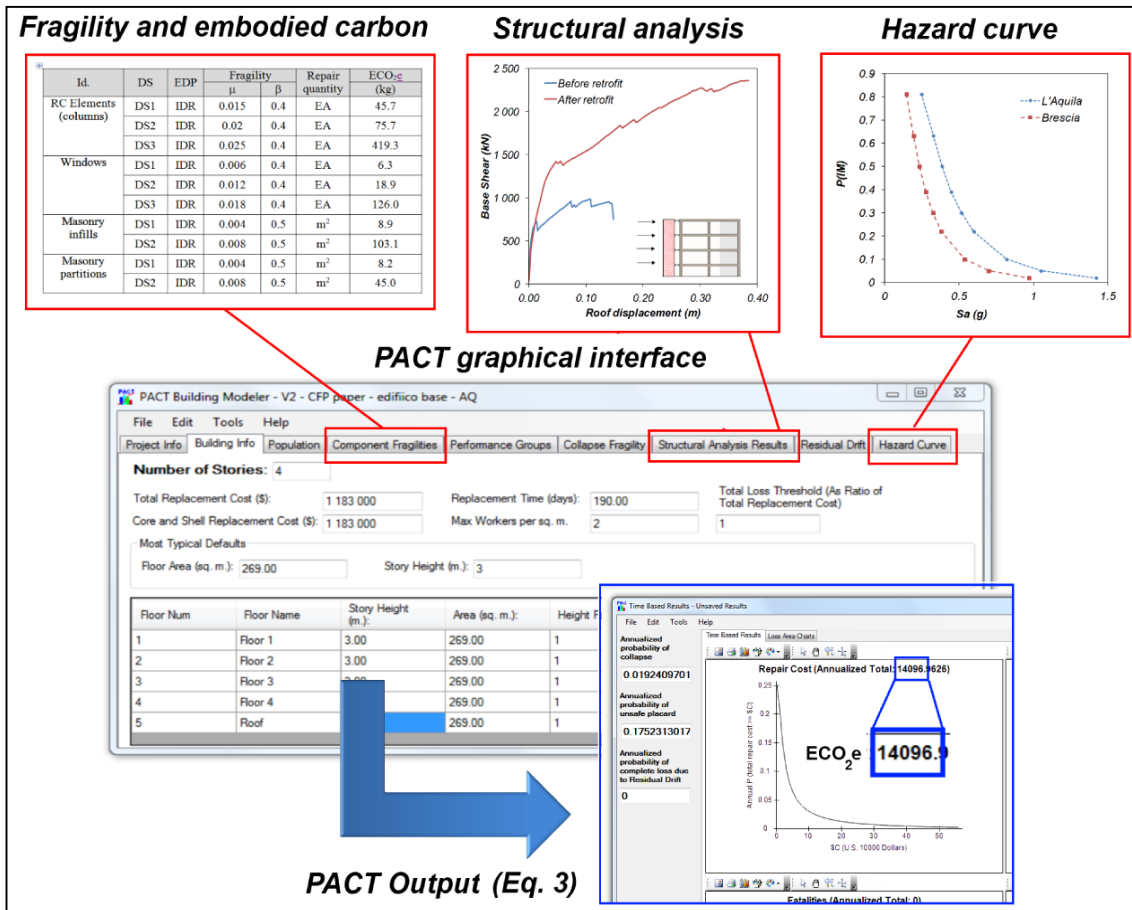 Fragility and embodied carbon
Structural analysis
Hazard curve
Id. DS EDP Fragility Repair quantity ECO2e (kg)
μ β
RC Elements (columns) DS1 IDR 0.015 0.4 EA 45.7
DS2 IDR 0.02 0.4 EA 75.7
DS3 IDR 0.025 0.4 EA 419.3
Windows DS1 IDR 0.006 0.4 EA 6.3
DS2 IDR 0.012 0.4 EA 18.9
DS3 IDR 0.018 0.4 EA 126.0
Masonry infills DS1 IDR 0.004 0.5 m² 8.9
DS2 IDR 0.008 0.5 m² 103.1
Masonry partitions DS1 IDR 0.004 0.5 m² 8.2
DS2 IDR 0.008 0.5 m² 45.0
2 500
2 000
1 500
1 000
500
0
Base Shear (kN)
Before retrofit
After retrofit
0.00 0.10 0.20 0.30 0.40
Roof displacement (m)
0.9
0.8
0.7
0.6
0.5
0.4
0.3
0.2
0.1
0
P(IM)
L'Aquila
Brescia
0 0.5 1 1.5
Sa (g)
PACT graphical interface
PACT
PACT Building Modeler - V2 - CFP paper - edifiico base - AQ
File Edit Tools Help
Project Info Building Info Population Component Fragilities Performance Groups Collapse Fragility Structural Analysis Results Residual Drift Hazard Curve
Number of Stories: 4
Total Replacement Cost ($): 1 183 000 Replacement Time (days): 190.00 Total Loss Threshold (As Ratio of
Total Replacement Cost)
Core and Shell Replacement Cost ($): 1 183 000 Max Workers per sq. m. 2 1
Most Typical Defaults
Floor Area (sq. m.): 269.00 Story Height (m.): 3
Floor Num Floor Name Story Height (m.): Area (sq. m.): Height F
1 Floor 1 3.00 269.00 1
2 Floor 2 3.00 269.00 1
3 Floor 3 269.00 1
4 Floor 4 269.00 1
5 Roof 269.00 1
Time Based Results - Unsaved Results
File Edit Tools Help
Time Based Results Loss Area Charts
Annualized
probability of
collapse
0.0192409701
Annualized
probability of
unsafe placard
0.1752313017
Annualized
probability of
complete loss due
to Residual Drift
0
Repair Cost (Annualized Total: 14096.9626)
0.25
0.2
0.15
0.1
0.05
0
Annual P (total repair cost >= $C)
ECO2e 14096.9
0 10 20 30 40 50
$C (U.S. 10000 Dollars)
Fatalities (Annualized Total: 0)
PACT Output (Eq. 3)